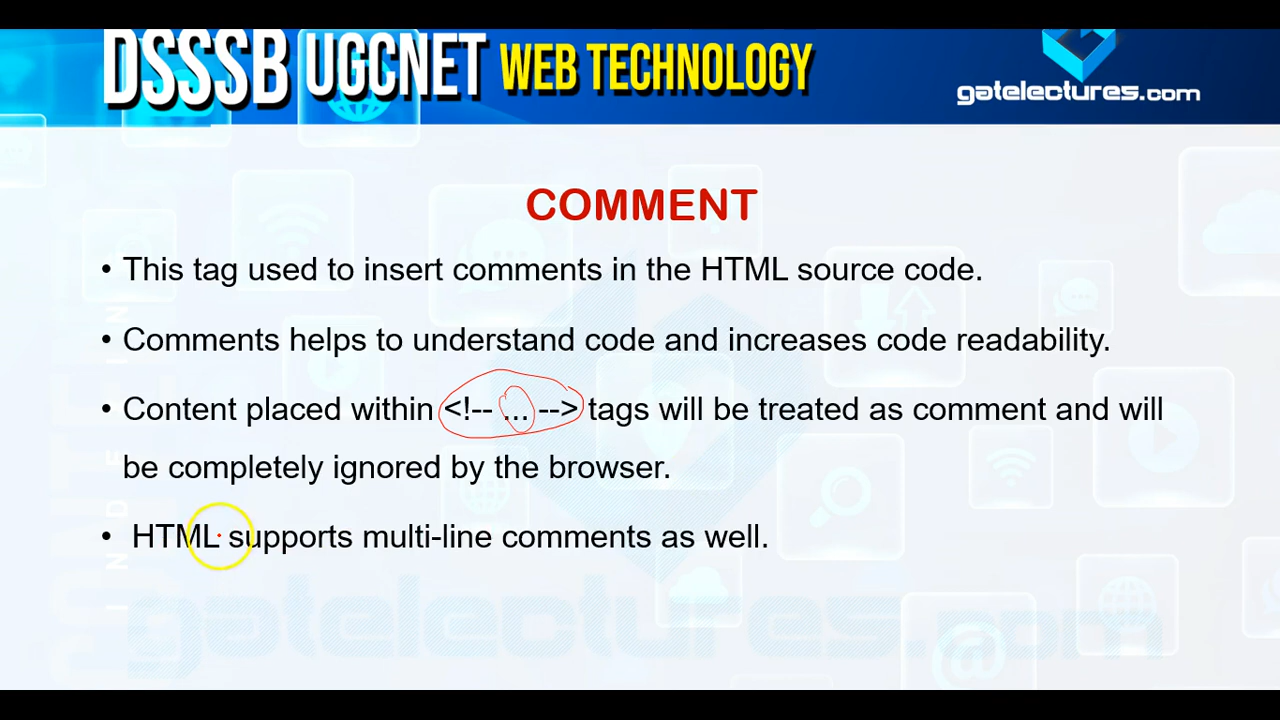 DSSSB UGCNET WEB TECHNOLOGY
gatelectures.com
COMMENT
• This tag used to insert comments in the HTML source code.
• Comments helps to understand code and increases code readability.
• Content placed within <!-- ... --> tags will be treated as comment and will
be completely ignored by the browser.
• HTML supports multi-line comments as well.
gatelectures.com